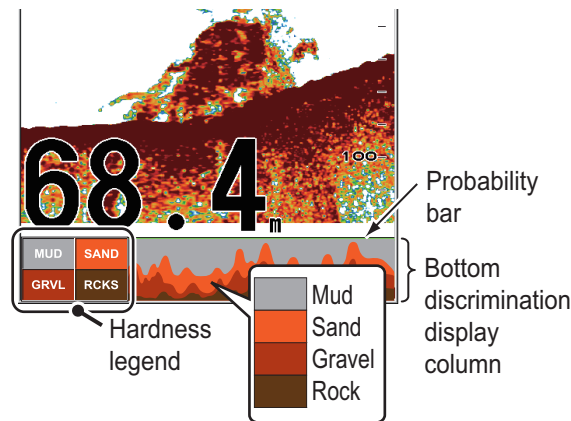 100
68.4m
Probability
bar
MUD SAND
GRVL RCKS
Mud
Sand
Gravel
Rock
Bottom
discrimination
display
column
Hardness
legend